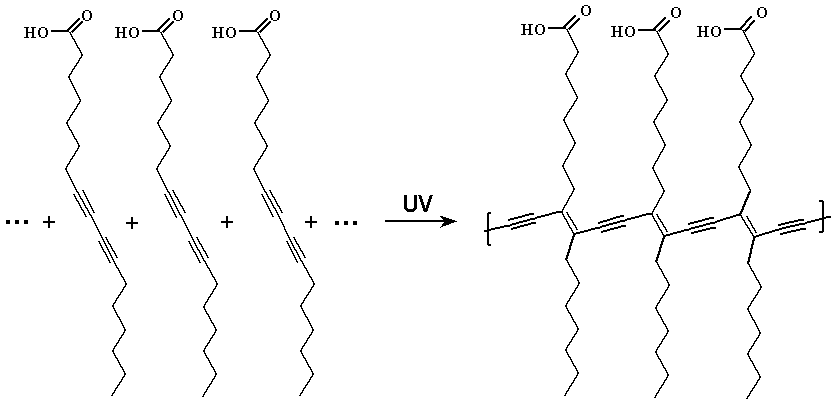 O O O O O O
HO HO HO HO HO HO
... + + + + ... UV